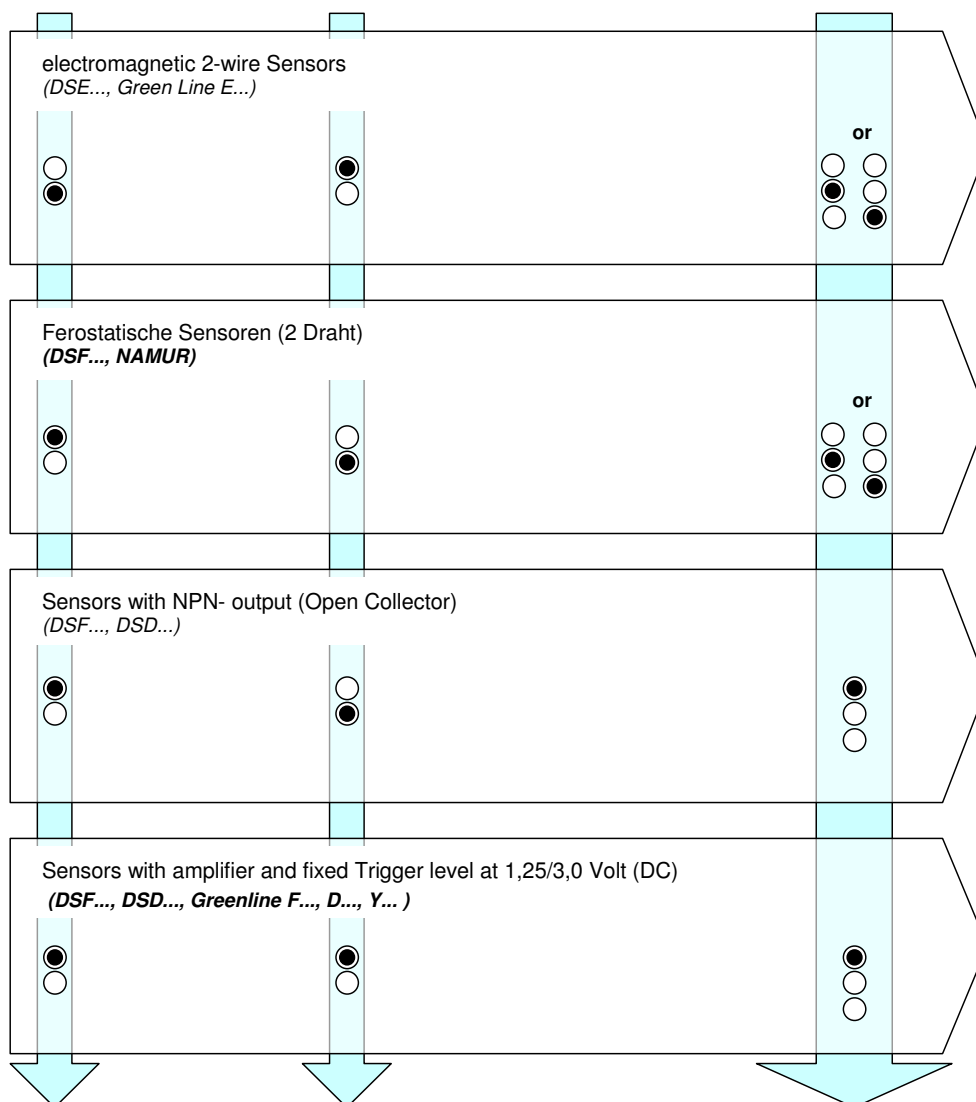 electromagnetic 2-wire Sensors
(DSE..., Green Line E...)
or
Ferostatische Sensoren (2 Draht)
(DSF..., NAMUR)
or
Sensors with NPN- output (Open Collector)
(DSF..., DSD...)
Sensors with amplifier and fixed Trigger level at 1,25/3,0 Volt (DC)
(DSF..., DSD..., Greenline F..., D..., Y... )